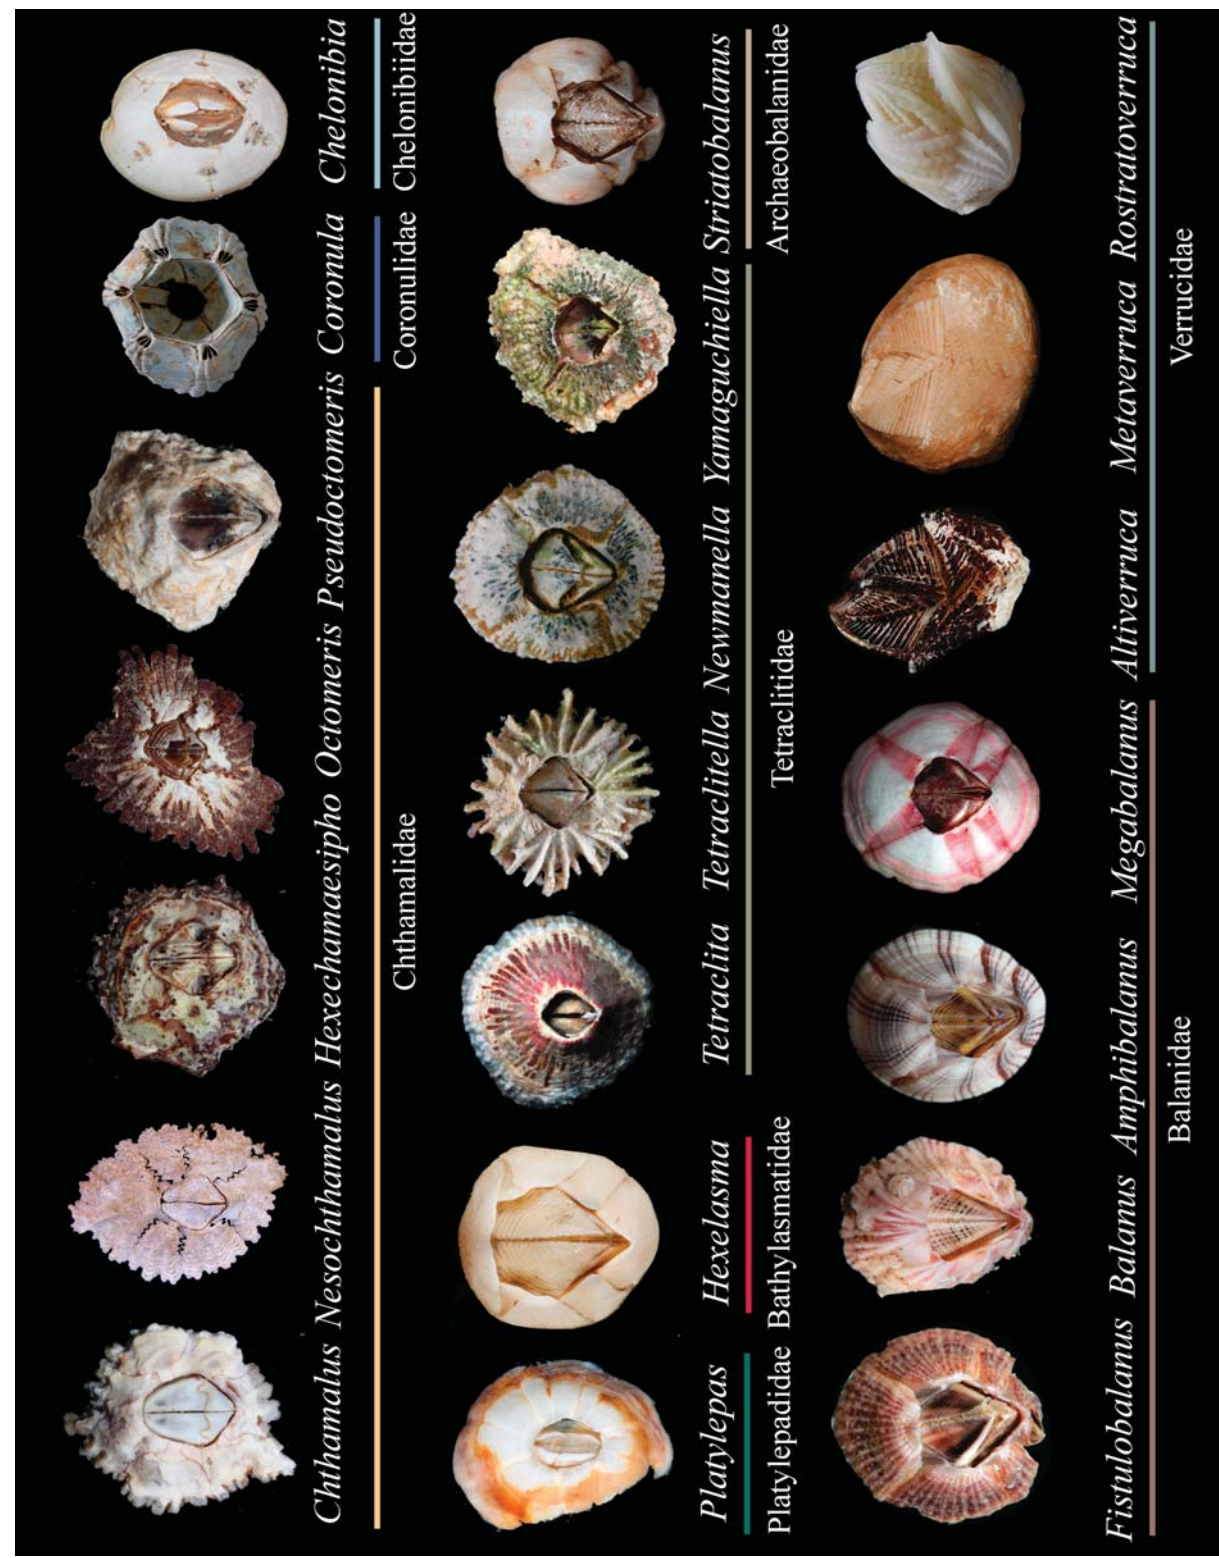 Chthamalus Nesochthamalus Hexechamaesipho Octomeris Pseudoctomeris Coronula Chelonibia
Chthamalidae Coronulidae Chelonibiidae
Platylepas Hexelasma Tetraclita Tetraclitella Newmanella Yamaguchiella Striatobalanus
Platylepadidae Bathylasmatidae Tetraclitidae Archaeobalanidae
Fistulobalanus Balanus Amphibalanus Megabalanus Altiverruca Metaverruca Rostratoverruca
Balanidae Verrucidae